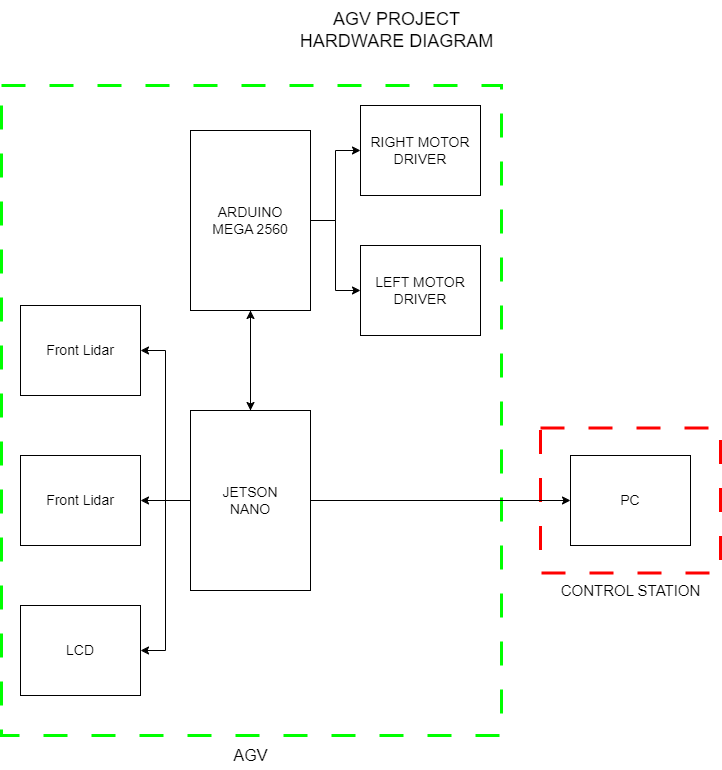 AGV PROJECT
HARDWARE DIAGRAM
RIGHT MOTOR
DRIVER
ARDUINO
MEGA 2560
LEFT MOTOR
DRIVER
Front Lidar
Front Lidar
JETSON
NANO
PC
CONTROL STATION
LCD
AGV